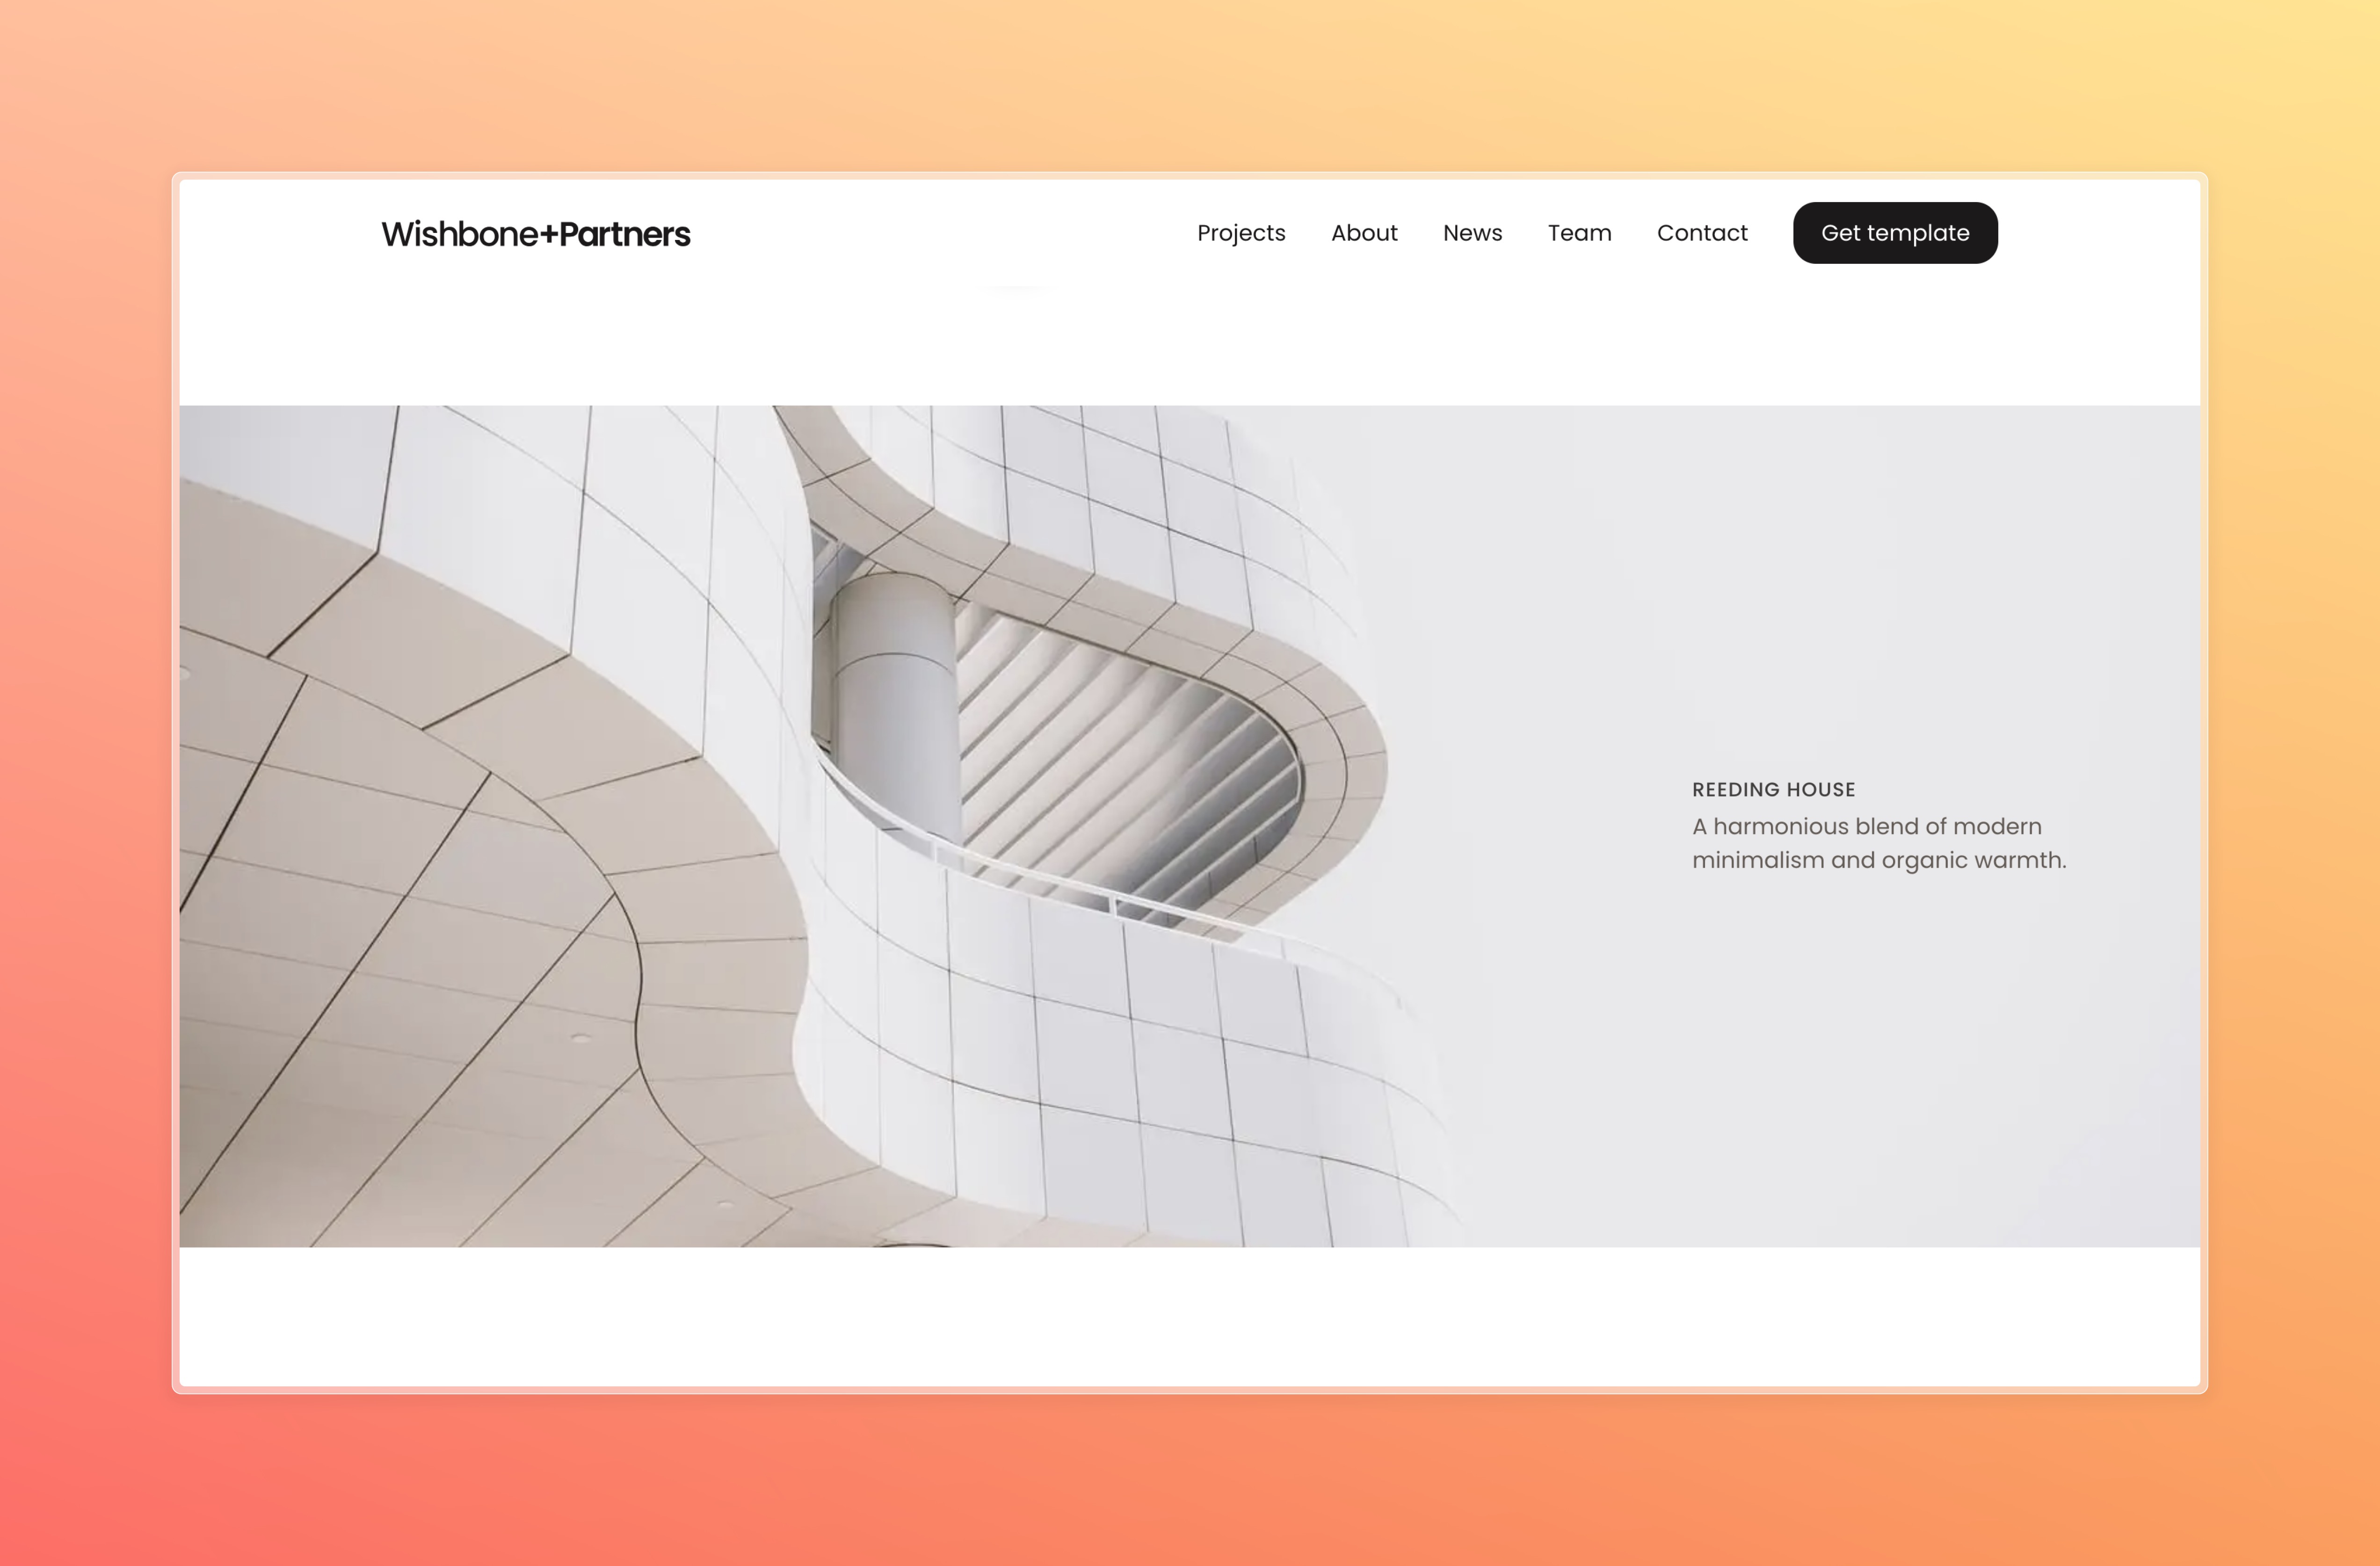 Wishbone+Partners
Projects About News Team Contact Get template
REEDING HOUSE
A harmonious blend of modern
minimalism and organic warmth.